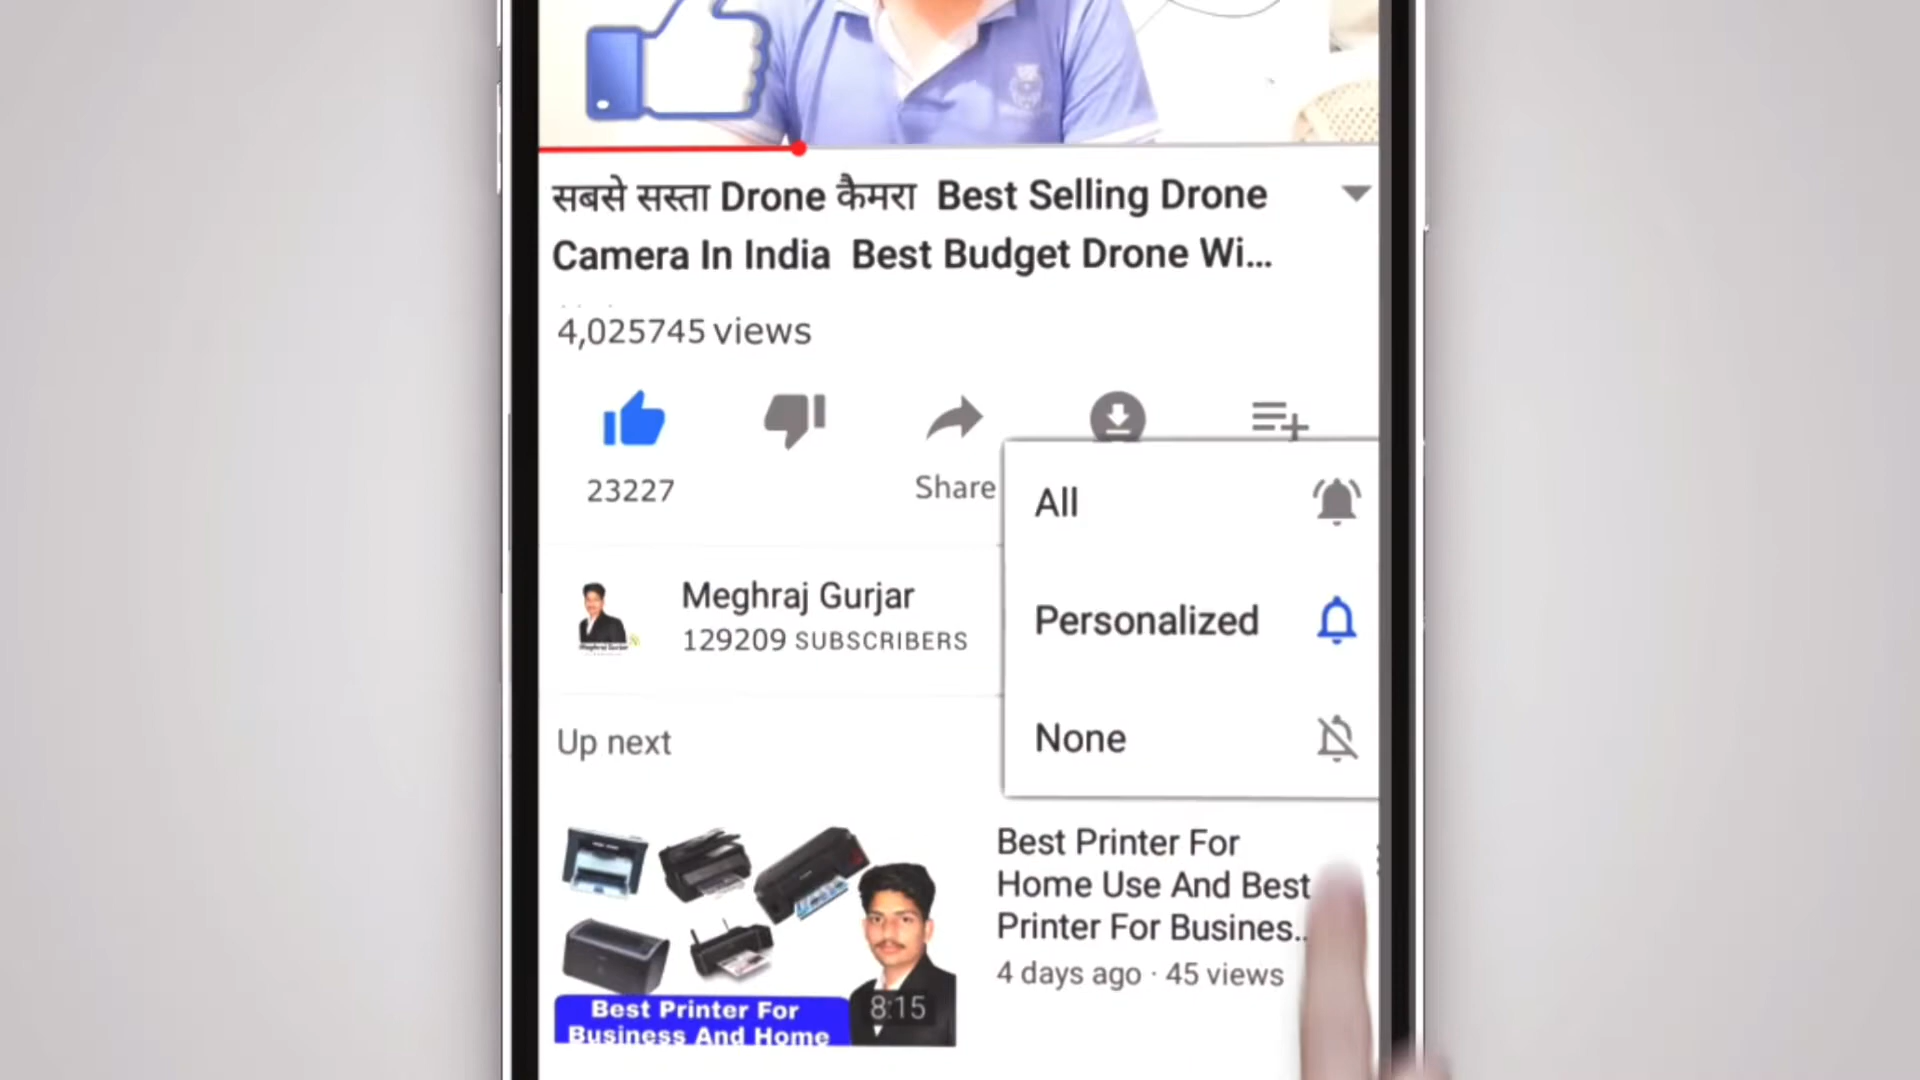 सबसे सस्ता Drone कैमरा Best Selling Drone
Camera In India Best Budget Drone Wi...
4,025745 views
23227
Share
All
Personalized
None
Meghraj Gurjar
129209 SUBSCRIBERS
Up next
Best Printer For
Home Use And Best
Printer For Busines..
4 days ago · 45 views
8:15
Best Printer For
Business And Home